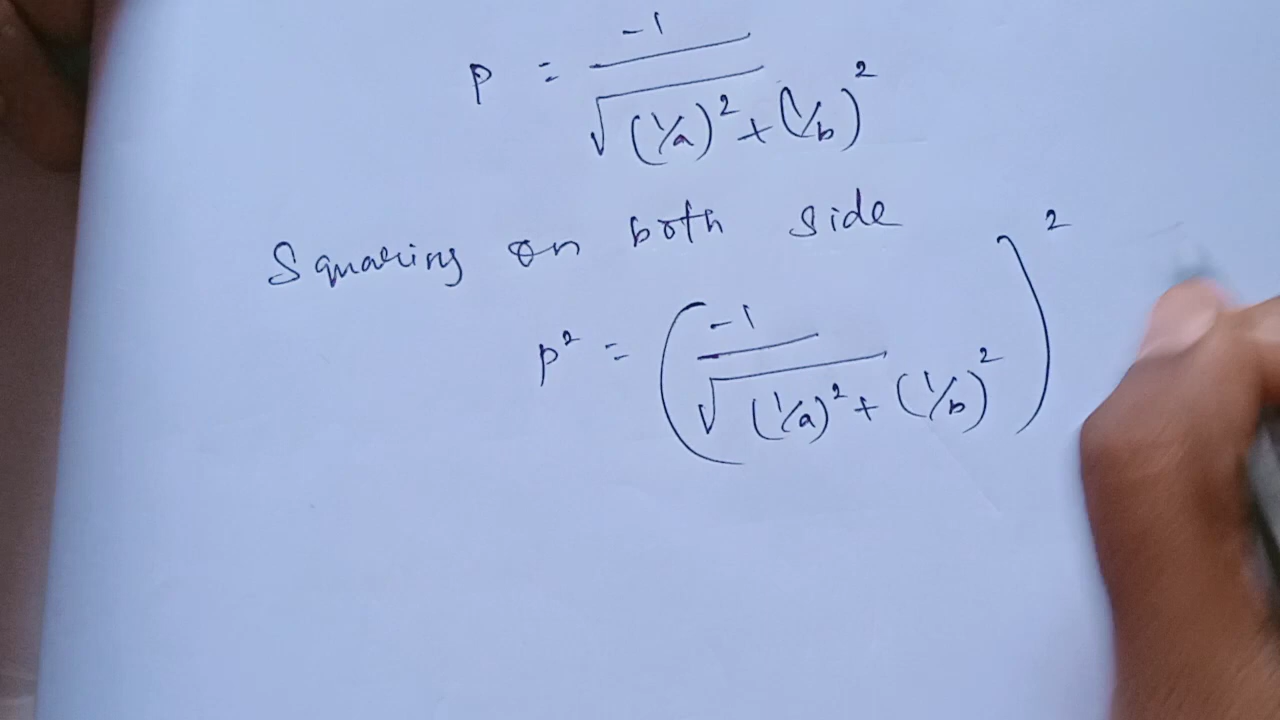 p = -1 / √(1/a)² + (1/b)²
Squaring on both side
p² = (-1 / √(1/a)² + (1/b)²)²